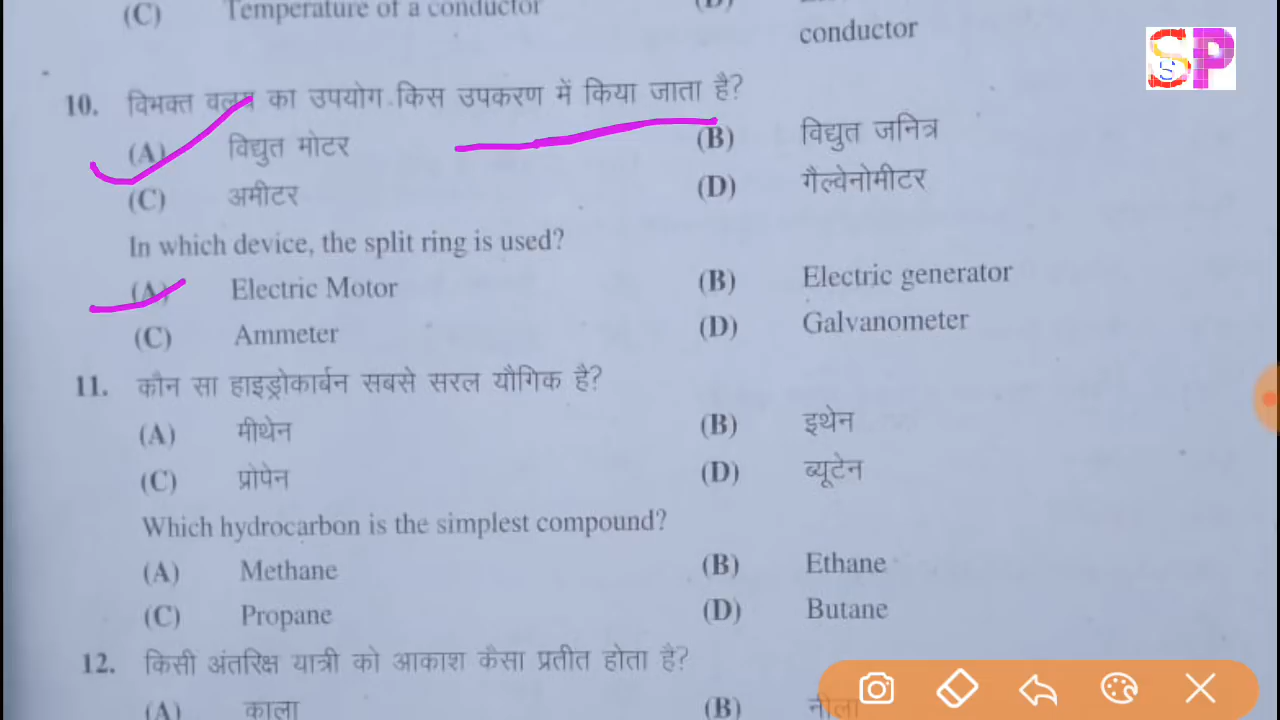 (C) Temperature of a conductor
conductor
10. विभक्त वलय का उपयोग किस उपकरण में किया जाता है?
(A) विद्युत मोटर (B) विद्युत जनित्र
(C) अमीटर (D) गैल्वेनोमीटर
In which device, the split ring is used?
(A) Electric Motor (B) Electric generator
(C) Ammeter (D) Galvanometer
11. कौन सा हाइड्रोकार्बन सबसे सरल यौगिक है?
(A) मीथेन (B) इथेन
(C) प्रोपेन (D) ब्यूटेन
Which hydrocarbon is the simplest compound?
(A) Methane (B) Ethane
(C) Propane (D) Butane
12. किसी अंतरिक्ष यात्री को आकाश कैसा प्रतीत होता है?
(A) काला (B) नीला
SP
S